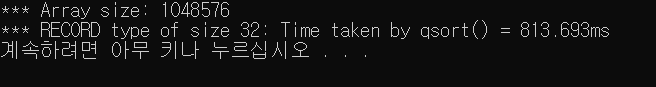 *** Array size: 1048576
*** RECORD type of size 32: Time taken by qsort() = 813.693ms
계속하려면 아무 키나 누르십시오 . . .